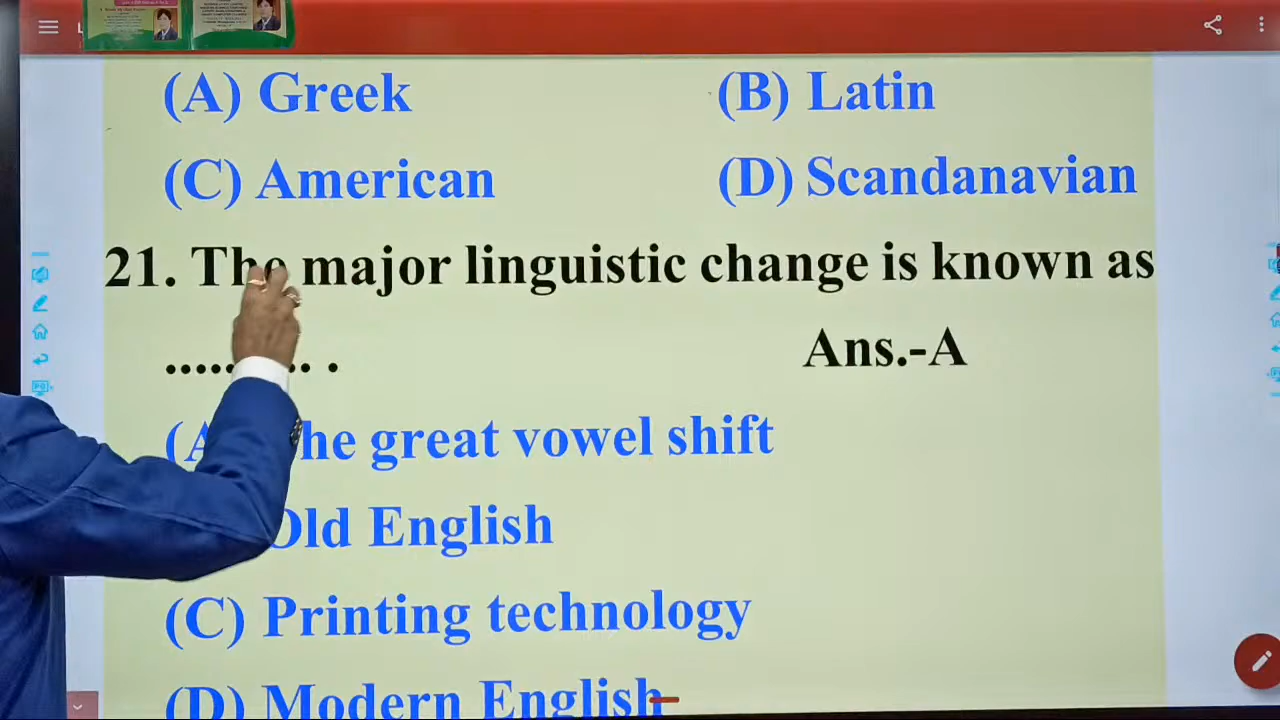 (A) Greek (B) Latin
(C) American (D) Scandanavian
21. The major linguistic change is known as
.......... . Ans.-A
(A) The great vowel shift
Old English
(C) Printing technology
(D) Modern English